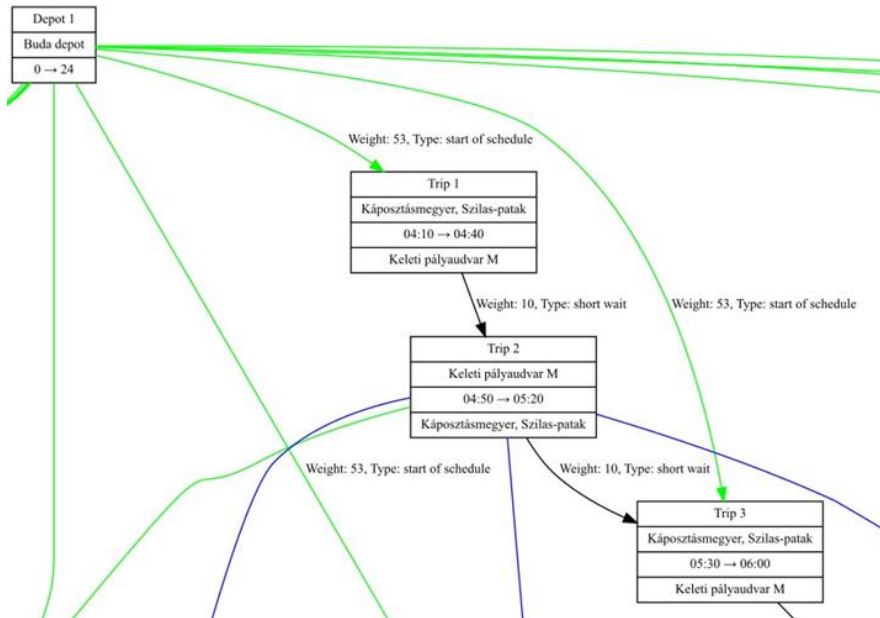 Depot 1
Buda depot
0 → 24
Weight: 53, Type: start of schedule
Trip 1
Káposztásmegyer, Szilas-patak
04:10 → 04:40
Keleti pályaudvar M
Weight: 10, Type: short wait
Weight: 53, Type: start of schedule
Trip 2
Keleti pályaudvar M
04:50 → 05:20
Káposztásmegyer, Szilas-patak
Weight: 53, Type: start of schedule
Weight: 10, Type: short wait
Trip 3
Káposztásmegyer, Szilas-patak
05:30 → 06:00
Keleti pályaudvar M